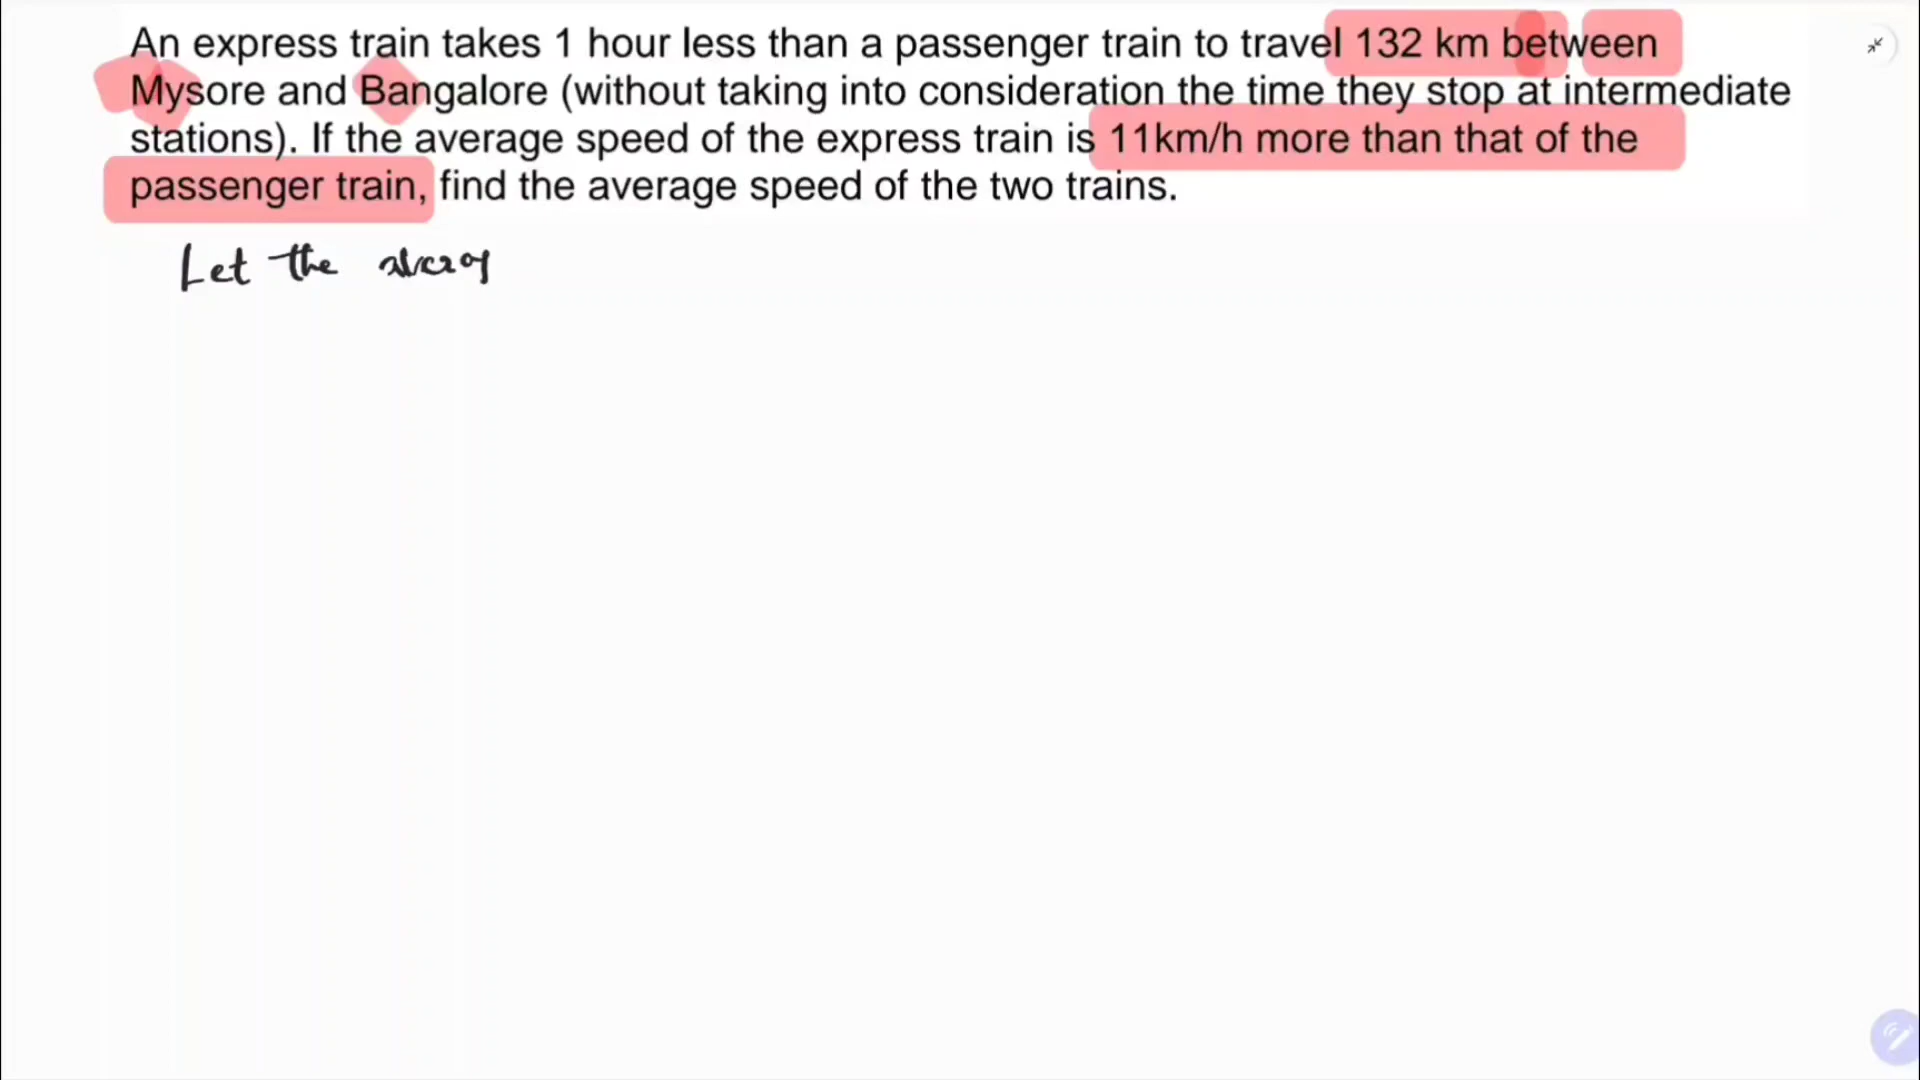 An express train takes 1 hour less than a passenger train to travel 132 km between
Mysore and Bangalore (without taking into consideration the time they stop at intermediate
stations). If the average speed of the express train is 11km/h more than that of the
passenger train, find the average speed of the two trains.
Let the